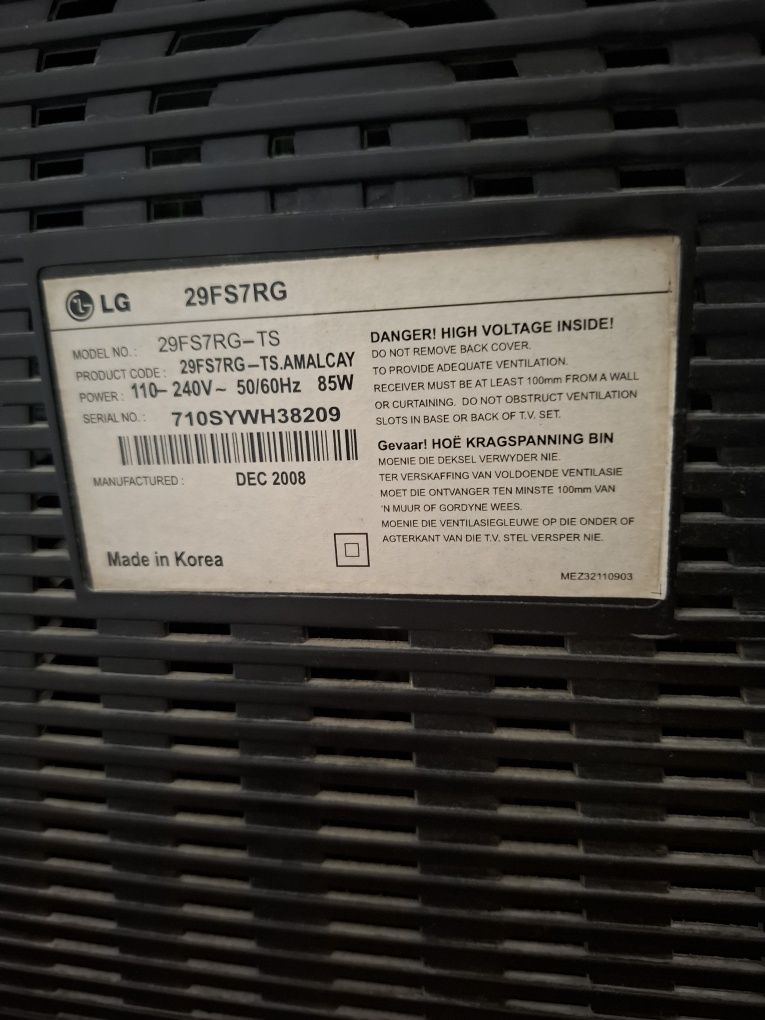 LG 29FS7RG
MODEL NO.: 29FS7RG-TS
PRODUCT CODE: 29FS7RG-TS.AMALCAY
POWER: 110- 240V~ 50/60Hz 85W
SERIAL NO.: 710SYWH38209
MANUFACTURED: DEC 2008
Made in Korea
DANGER! HIGH VOLTAGE INSIDE!
DO NOT REMOVE BACK COVER.
TO PROVIDE ADEQUATE VENTILATION.
RECEIVER MUST BE AT LEAST 100mm FROM A WALL
OR CURTAINING. DO NOT OBSTRUCT VENTILATION
SLOTS IN BASE OR BACK OF T.V. SET.
Gevaar! HOË KRAGSPANNING BIN
MOENIE DIE DEKSEL VERWYDER NIE.
TER VERSKAFFING VAN VOLDOENDE VENTILASIE
MOET DIE ONTVANGER TEN MINSTE 100mm VAN
'N MUUR OF GORDYNE WEES.
MOENIE DIE VENTILASIEGLEUWE OP DIE ONDER OF
AGTERKANT VAN DIE T.V. STEL VERSPER NIE.
MEZ32110903